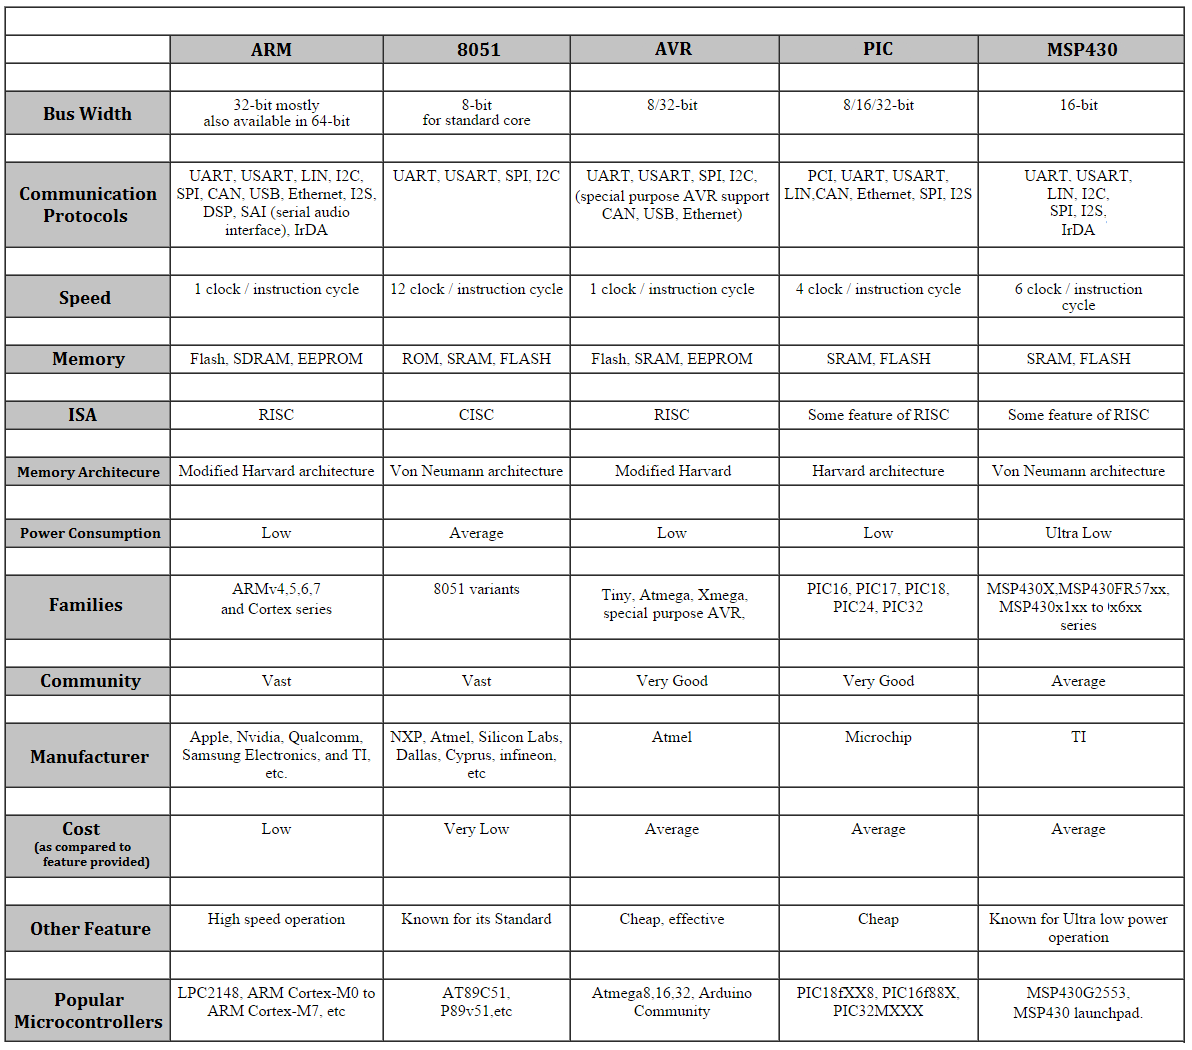 ARM 8051 AVR PIC MSP430
Bus Width
32-bit mostly
also available in 64-bit
8-bit
for standard core
8/32-bit
8/16/32-bit
16-bit
Communication
Protocols
UART, USART, LIN, I2C,
SPI, CAN, USB, Ethernet, I2S,
DSP, SAI (serial audio
interface), IrDA
UART, USART, SPI, I2C
UART, USART, SPI, I2C,
(special purpose AVR support
CAN, USB, Ethernet)
PCI, UART, USART,
LIN,CAN, Ethernet, SPI, I2S
UART, USART,
LIN, I2C,
SPI, I2S,
IrDA
Speed
1 clock / instruction cycle
12 clock / instruction cycle
1 clock / instruction cycle
4 clock / instruction cycle
6 clock / instruction
cycle
Memory
Flash, SDRAM, EEPROM
ROM, SRAM, FLASH
Flash, SRAM, EEPROM
SRAM, FLASH
SRAM, FLASH
ISA
RISC
CISC
RISC
Some feature of RISC
Some feature of RISC
Memory Architecure
Modified Harvard architecture
Von Neumann architecture
Modified Harvard
Harvard architecture
Von Neumann architecture
Power Consumption
Low
Average
Low
Low
Ultra Low
Families
ARMv4,5,6,7
and Cortex series
8051 variants
Tiny, Atmega, Xmega,
special purpose AVR,
PIC16, PIC17, PIC18,
PIC24, PIC32
MSP430X,MSP430FR57xx,
MSP430x1xx to x6xx
series
Community
Vast
Vast
Very Good
Very Good
Average
Manufacturer
Apple, Nvidia, Qualcomm,
Samsung Electronics, and TI,
etc.
NXP, Atmel, Silicon Labs,
Dallas, Cyprus, infineon,
etc
Atmel
Microchip
TI
Cost
(as compared to
feature provided)
Low
Very Low
Average
Average
Average
Other Feature
High speed operation
Known for its Standard
Cheap, effective
Cheap
Known for Ultra low power
operation
Popular
Microcontrollers
LPC2148, ARM Cortex-M0 to
ARM Cortex-M7, etc
AT89C51,
P89v51,etc
Atmega8,16,32, Arduino
Community
PIC18fXX8, PIC16f88X,
PIC32MXXX
MSP430G2553,
MSP430 launchpad.